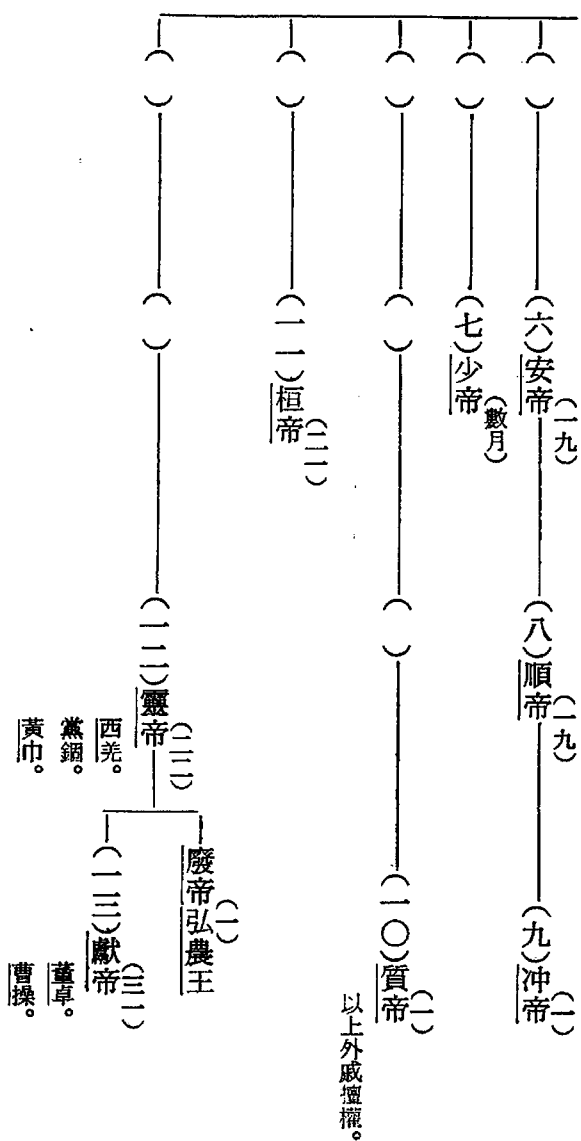 （　）（六）安帝（一九）（八）順帝（一九）（九）冲帝（一）
（　）（七）少帝（數月）
（　）（　）（　）（一〇）質帝（一）
以上外戚擅權。
（　）（一一）桓帝（二一）
（　）（　）（一二）靈帝（二二）
西羌。
黨錮。
黃巾。
廢帝弘農王（一）
（一三）獻帝（三一）
董卓。
曹操。